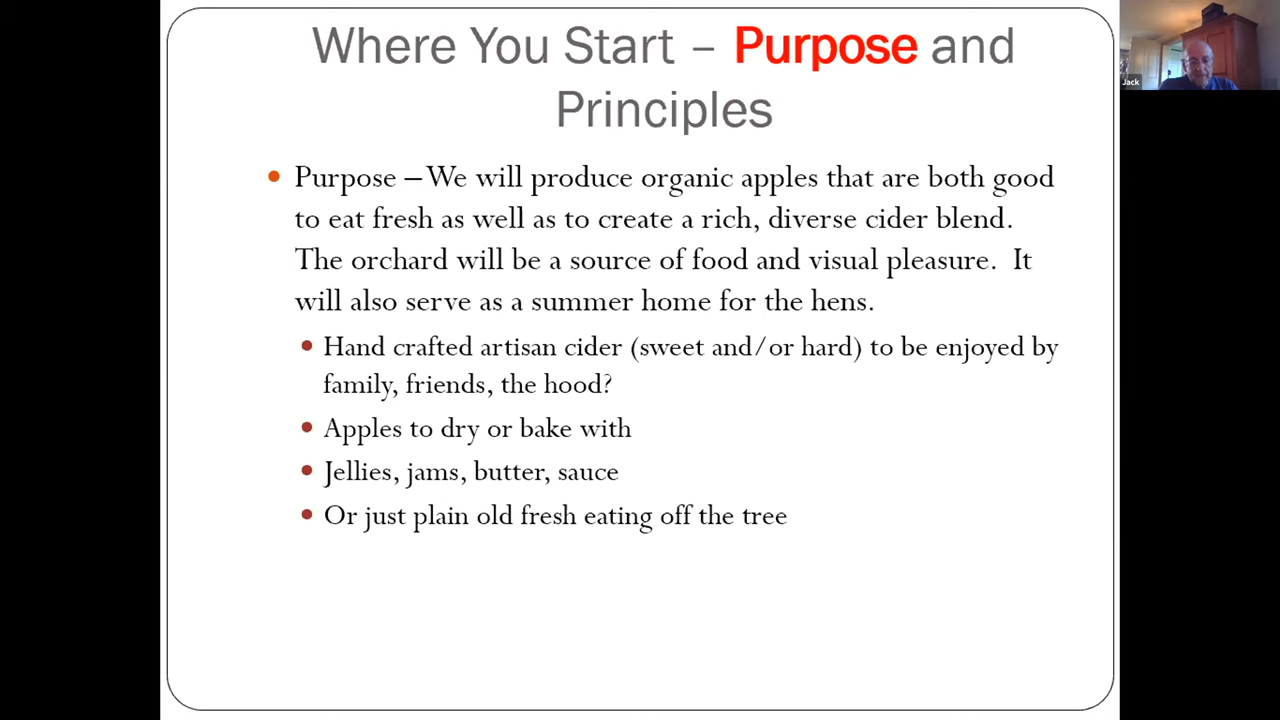 Where You Start – Purpose and
Principles
Purpose – We will produce organic apples that are both good
to eat fresh as well as to create a rich, diverse cider blend.
The orchard will be a source of food and visual pleasure. It
will also serve as a summer home for the hens.
Hand crafted artisan cider (sweet and/or hard) to be enjoyed by
family, friends, the hood?
Apples to dry or bake with
Jellies, jams, butter, sauce
Or just plain old fresh eating off the tree
Jack